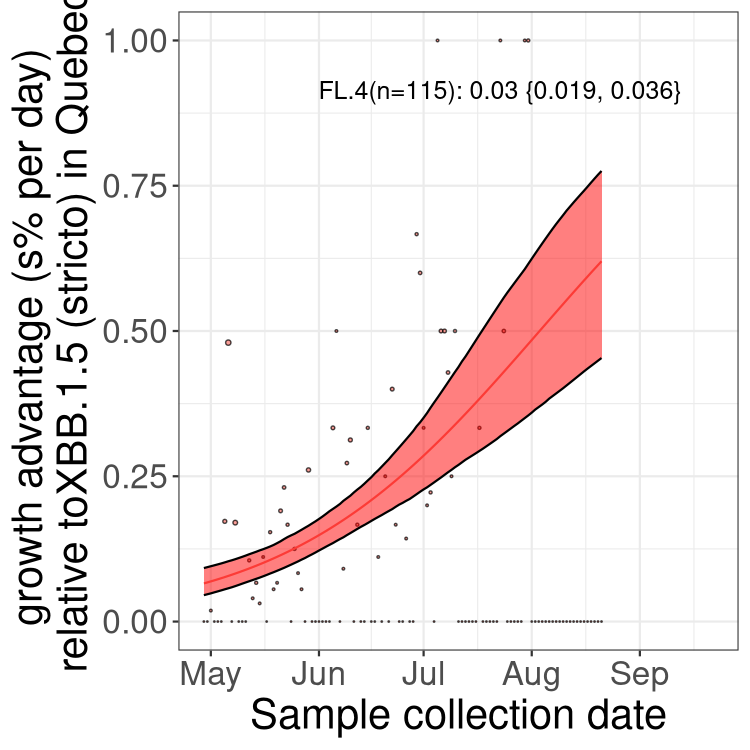 growth advantage (s% per day)
relative toXBB.1.5 (stricto) in Quebec
1.00
0.75
0.50
0.25
0.00
FL.4(n=115): 0.03 {0.019, 0.036}
May Jun Jul Aug Sep
Sample collection date